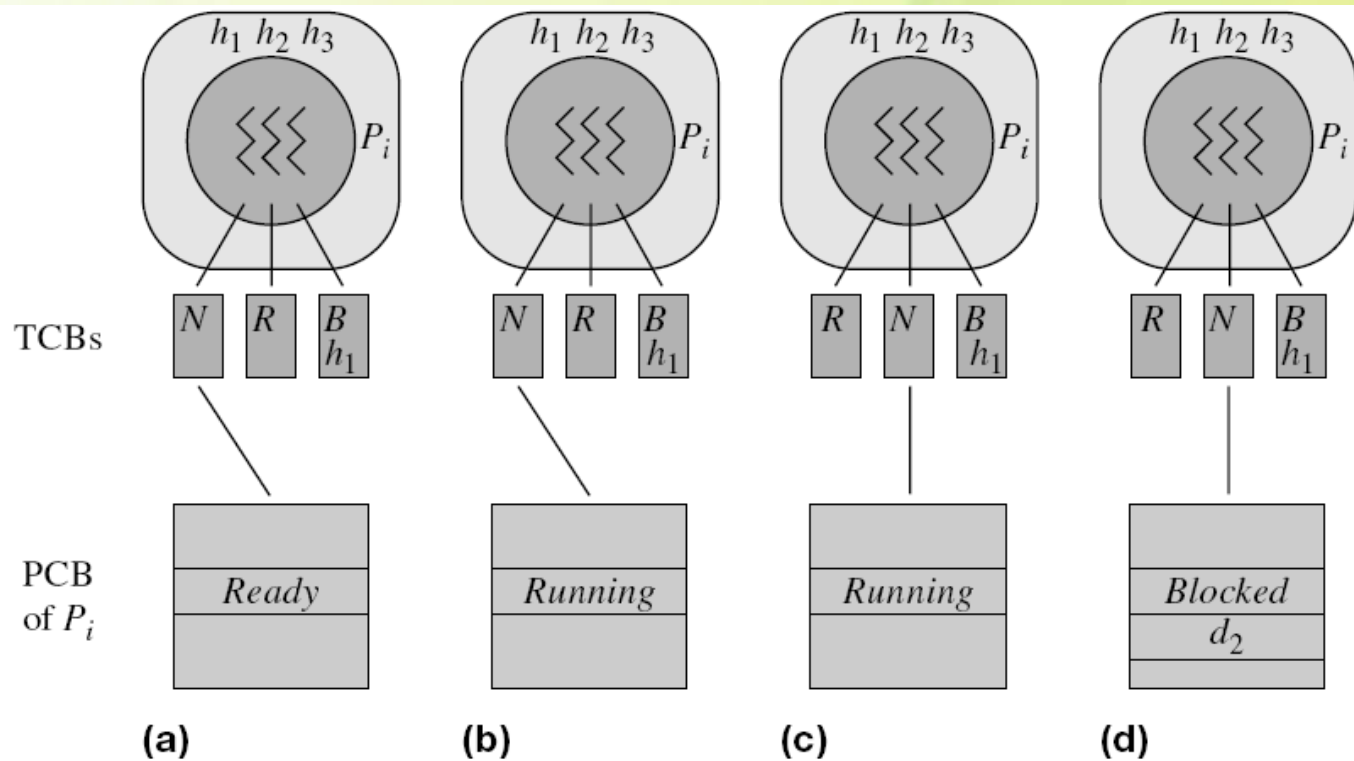 h₁ h₂ h₃ h₁ h₂ h₃ h₁ h₂ h₃ h₁ h₂ h₃
Pᵢ Pᵢ Pᵢ Pᵢ
TCBs N R B N R B R N B R N B
h₁ h₁ h₁ h₁
PCB
of Pᵢ
Ready Running Running Blocked
d₂
(a) (b) (c) (d)